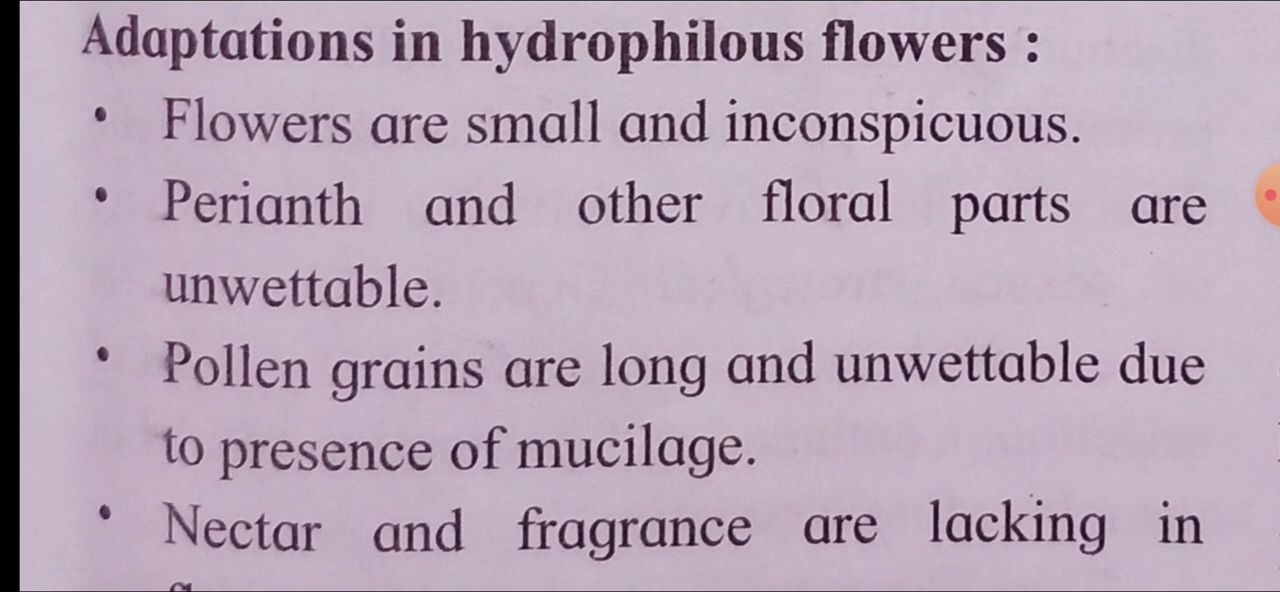 Adaptations in hydrophilous flowers :
• Flowers are small and inconspicuous.
• Perianth and other floral parts are
unwettable.
• Pollen grains are long and unwettable due
to presence of mucilage.
• Nectar and fragrance are lacking in